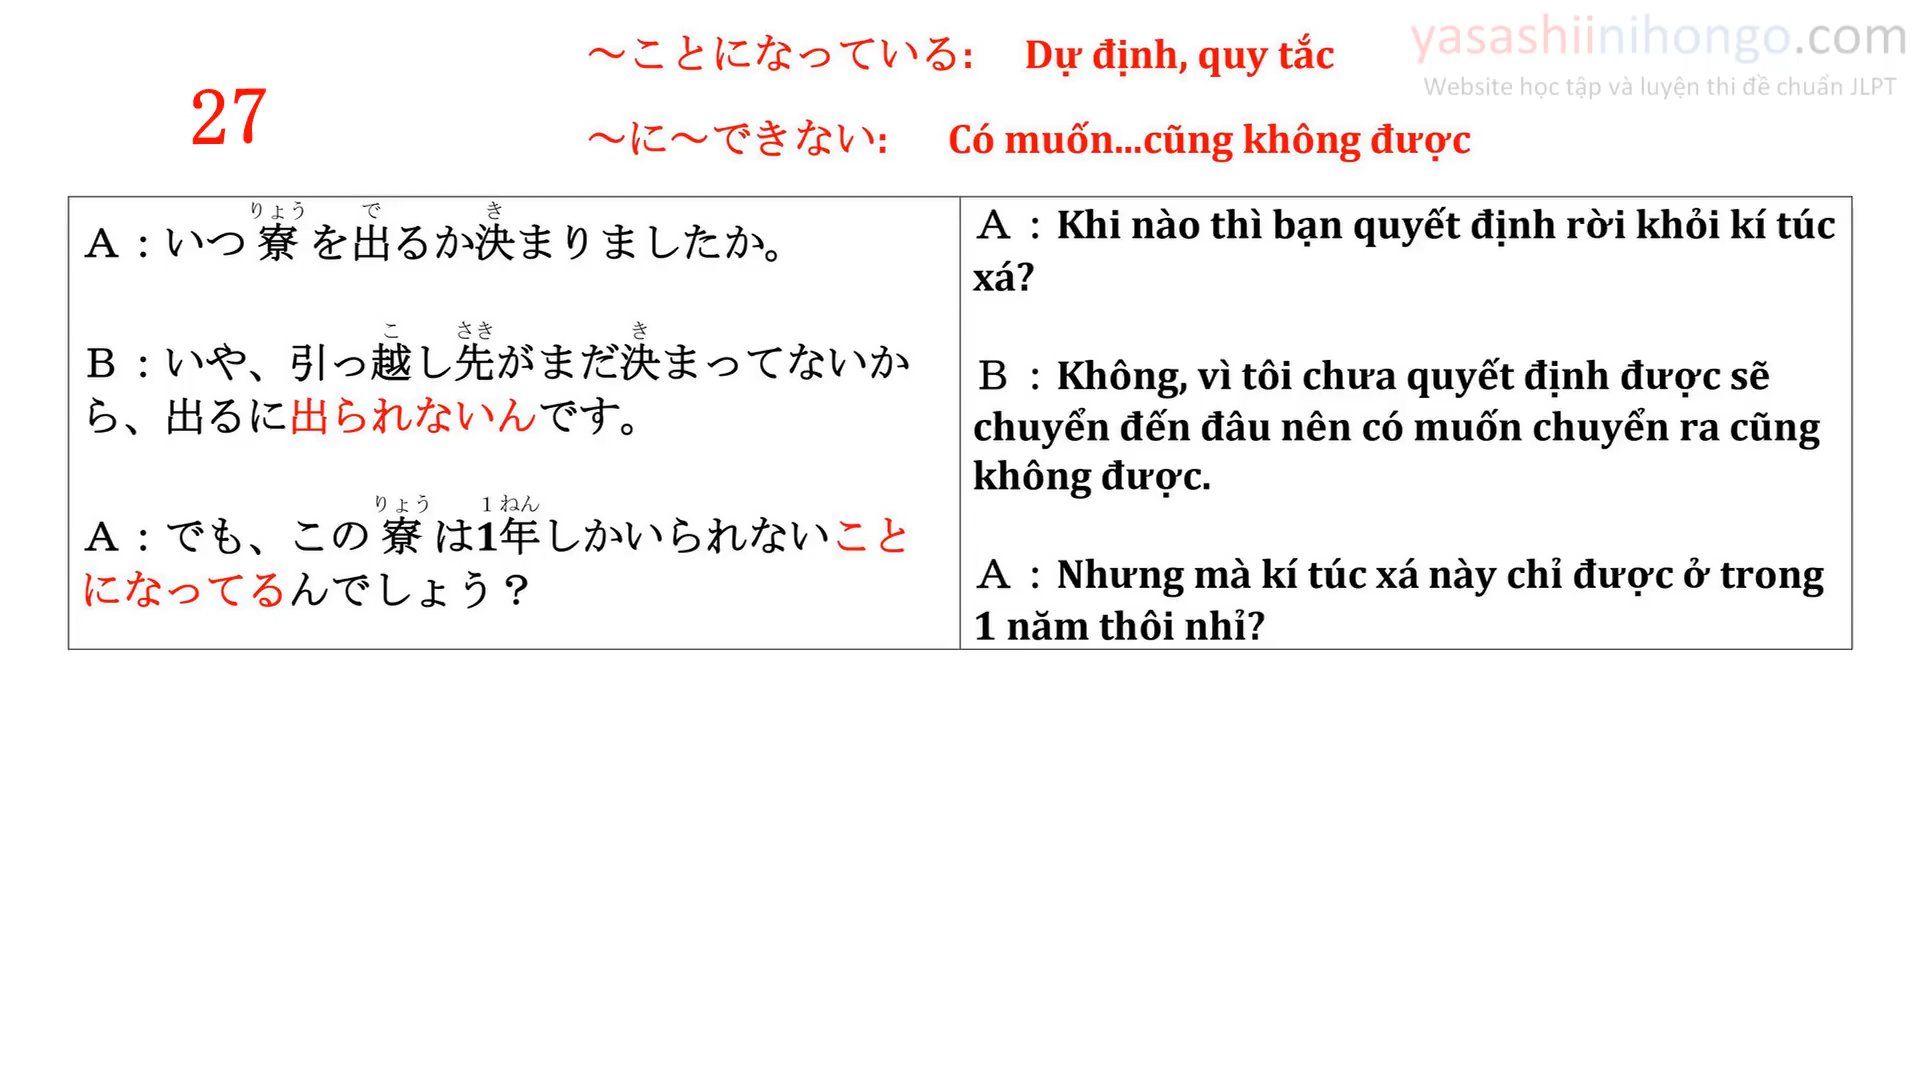 ～ことになっている: Dự định, quy tắc
yasashiinihongo.com
Website học tập và luyện thi đề chuẩn JLPT
27
～に～できない: Có muốn...cũng không được
りょう で き
Ａ：いつ寮を出るか決まりましたか。
こ さき き
Ｂ：いや、引っ越し先がまだ決まってないか
ら、出るに出られないんです。
りょう １ねん
Ａ：でも、この寮は1年しかいられないこと
になってるんでしょう？
Ａ：Khi nào thì bạn quyết định rời khỏi kí túc
xá?
Ｂ：Không, vì tôi chưa quyết định được sẽ
chuyển đến đâu nên có muốn chuyển ra cũng
không được.
Ａ：Nhưng mà kí túc xá này chỉ được ở trong
1 năm thôi nhỉ?